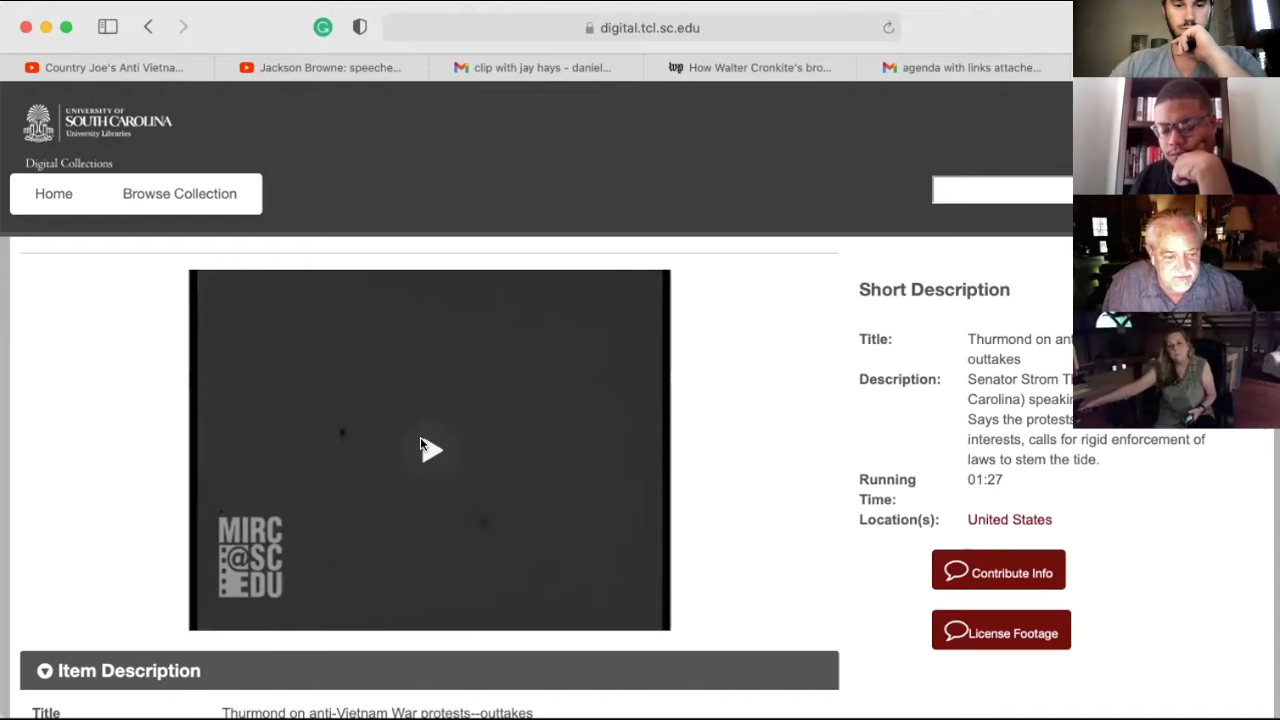 digital.tcl.sc.edu
Country Joe's Anti Vietna...
Jackson Browne: speeche...
clip with jay hays - daniel...
wp How Walter Cronkite's bro...
agenda with links attache...
UNIVERSITY OF
SOUTH CAROLINA
University Libraries
Digital Collections
Home Browse Collection
Short Description
Title: Thurmond on ant
outtakes
Description: Senator Strom T
Carolina) speakin
Says the protests
interests, calls for rigid enforcement of
laws to stem the tide.
Running 01:27
Time:
Location(s): United States
MIRC
@SC
EDU
Contribute Info
License Footage
Item Description
Title Thurmond on anti-Vietnam War protests--outtakes